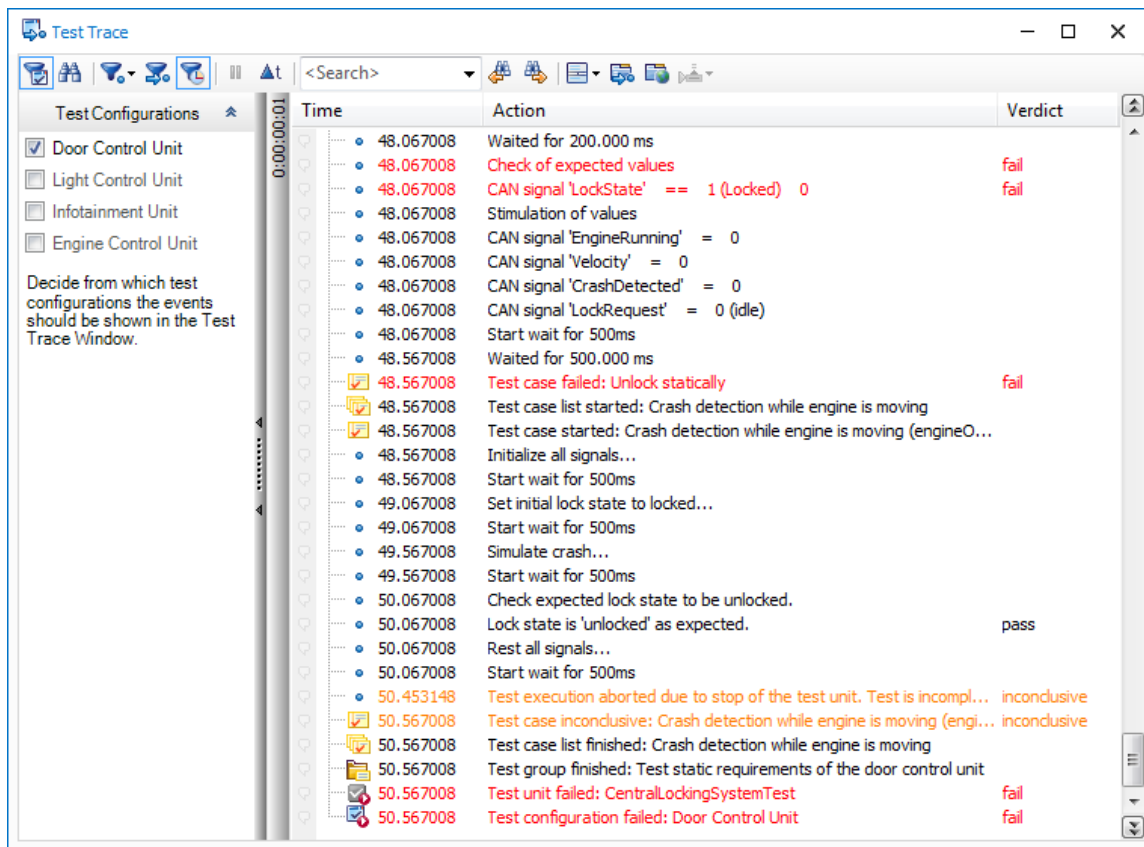 Test Trace
Δt <Search>
Test Configurations
Door Control Unit
Light Control Unit
Infotainment Unit
Engine Control Unit
Decide from which test
configurations the events
should be shown in the Test
Trace Window.
0:00:00:01
Time Action Verdict
48.067008 Waited for 200.000 ms
48.067008 Check of expected values fail
48.067008 CAN signal 'LockState' == 1 (Locked) 0 fail
48.067008 Stimulation of values
48.067008 CAN signal 'EngineRunning' = 0
48.067008 CAN signal 'Velocity' = 0
48.067008 CAN signal 'CrashDetected' = 0
48.067008 CAN signal 'LockRequest' = 0 (idle)
48.067008 Start wait for 500ms
48.567008 Waited for 500.000 ms
48.567008 Test case failed: Unlock statically fail
48.567008 Test case list started: Crash detection while engine is moving
48.567008 Test case started: Crash detection while engine is moving (engineO...
48.567008 Initialize all signals...
48.567008 Start wait for 500ms
49.067008 Set initial lock state to locked...
49.067008 Start wait for 500ms
49.567008 Simulate crash...
49.567008 Start wait for 500ms
50.067008 Check expected lock state to be unlocked.
50.067008 Lock state is 'unlocked' as expected. pass
50.067008 Rest all signals...
50.067008 Start wait for 500ms
50.453148 Test execution aborted due to stop of the test unit. Test is incompl... inconclusive
50.567008 Test case inconclusive: Crash detection while engine is moving (engi... inconclusive
50.567008 Test case list finished: Crash detection while engine is moving
50.567008 Test group finished: Test static requirements of the door control unit
50.567008 Test unit failed: CentralLockingSystemTest fail
50.567008 Test configuration failed: Door Control Unit fail